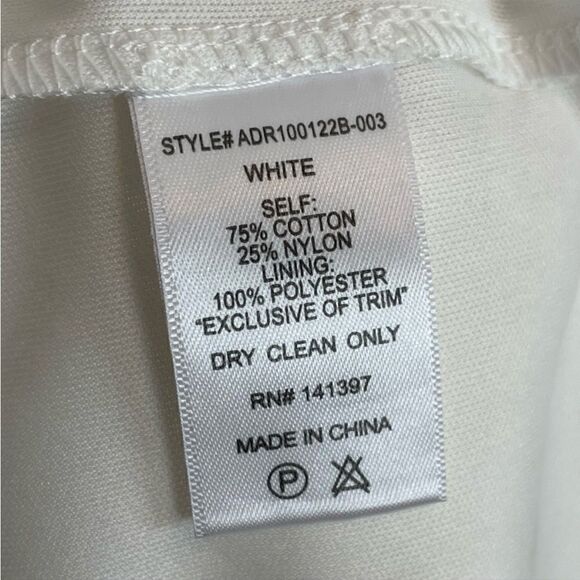 STYLE# ADR100122B-003
WHITE
SELF:
75% COTTON
25% NYLON
LINING:
100% POLYESTER
"EXCLUSIVE OF TRIM"
DRY CLEAN ONLY
RN# 141397
MADE IN CHINA
P